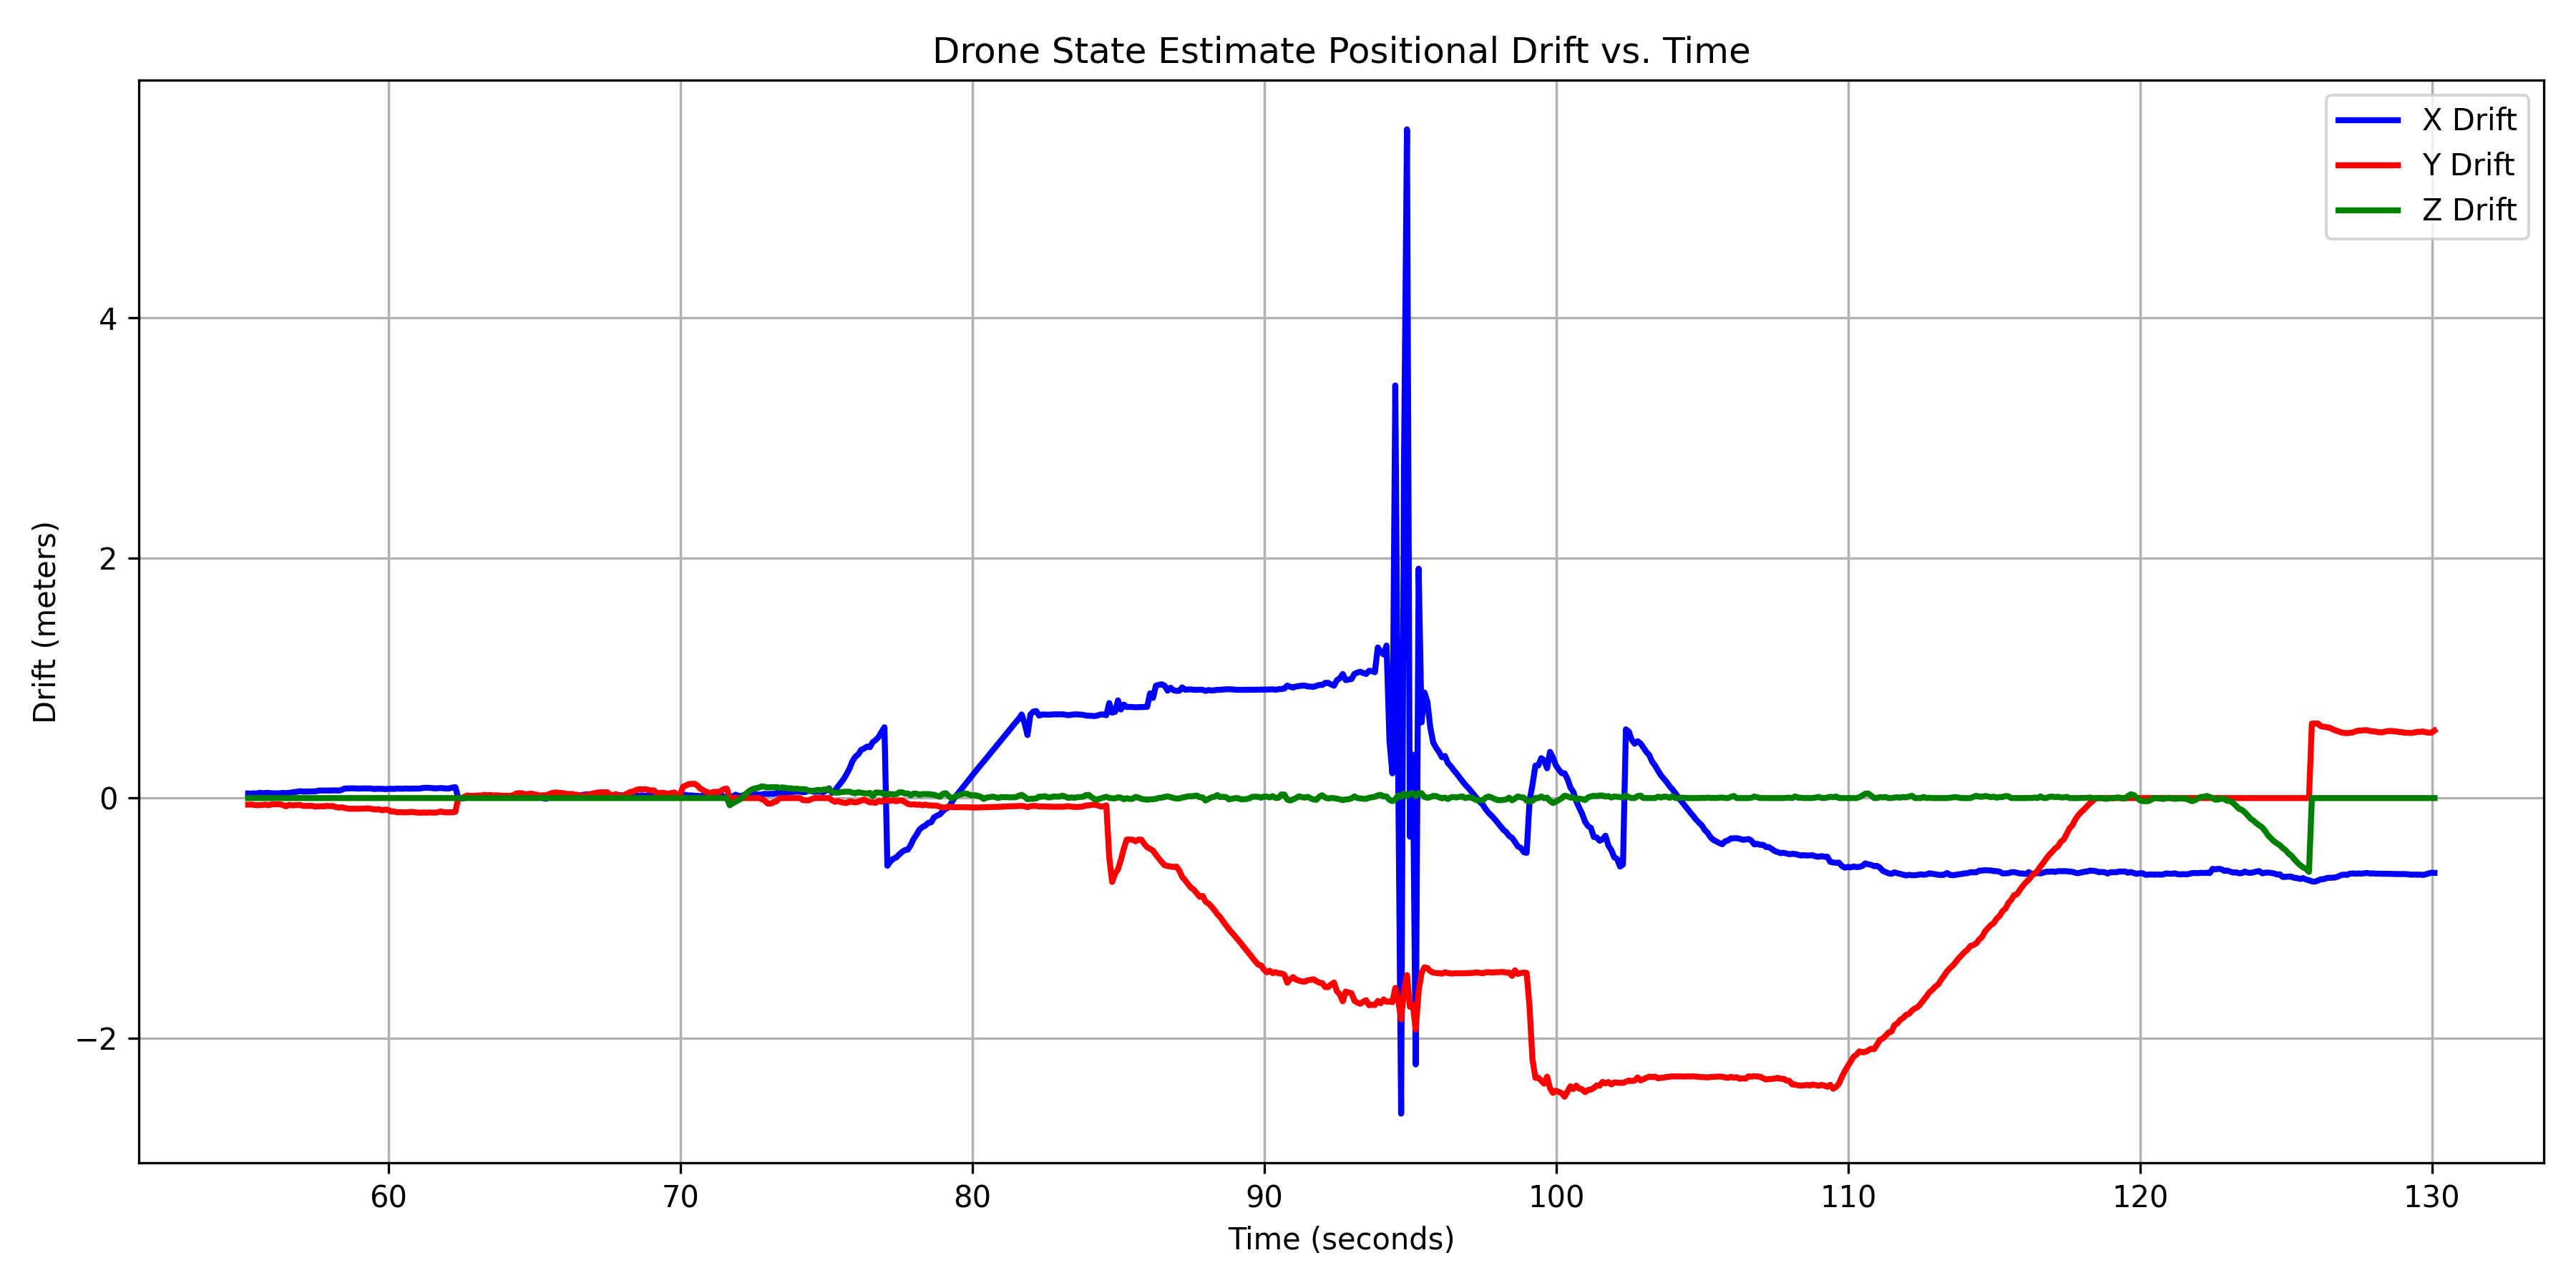 Drone State Estimate Positional Drift vs. Time
X Drift
Y Drift
Z Drift
Drift (meters)
4
2
0
−2
60 70 80 90 100 110 120 130
Time (seconds)